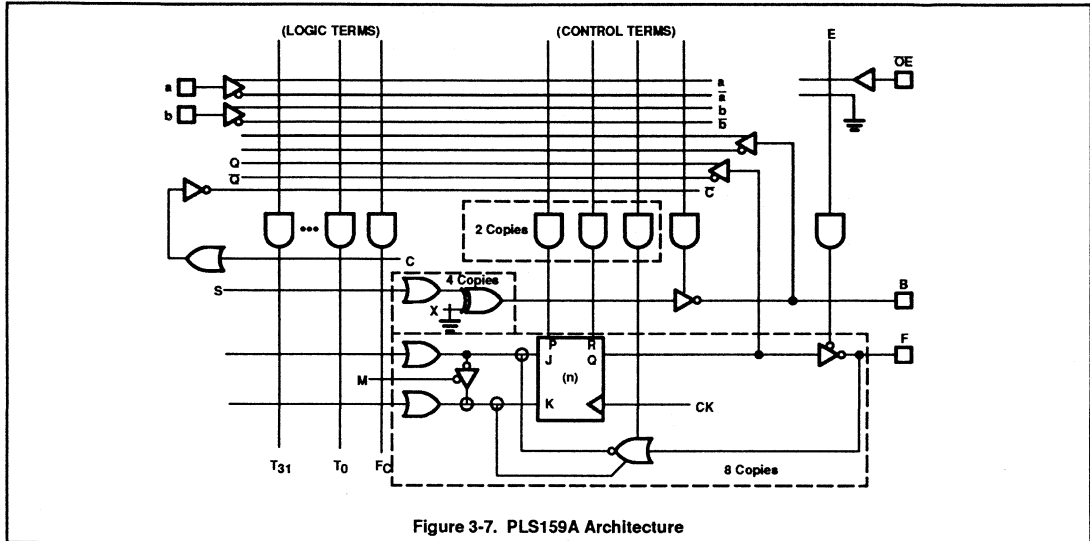 (LOGIC TERMS)
(CONTROL TERMS)
E
OE
a
a
a
b
b
b
Q
Q
C
2 Copies
C
4 Copies
S
X
B
F
P
R
J
Q
M
(n)
K
CK
T31
T0
FC
8 Copies
Figure 3-7. PLS159A Architecture